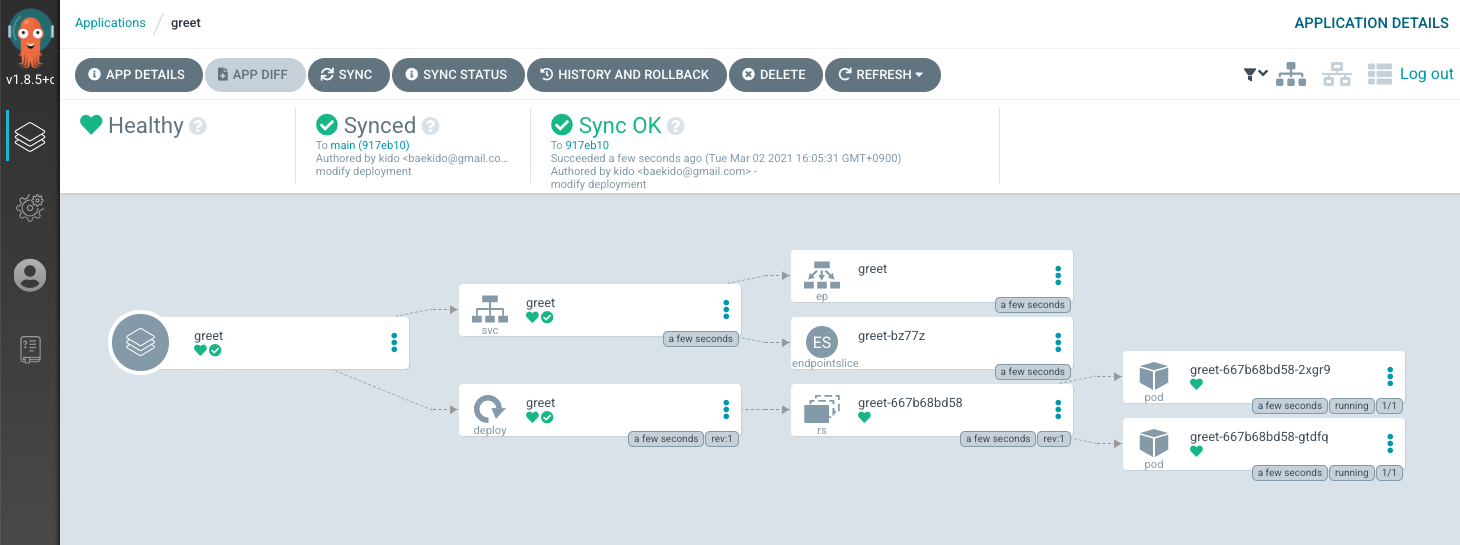 Applications / greet
APPLICATION DETAILS
v1.8.5+c
APP DETAILS
APP DIFF
SYNC
SYNC STATUS
HISTORY AND ROLLBACK
DELETE
REFRESH
Log out
Healthy ?
Synced ?
To main (917eb10)
Authored by kido <baekido@gmail.co...
modify deployment
Sync OK ?
To 917eb10
Succeeded a few seconds ago (Tue Mar 02 2021 16:05:31 GMT+0900)
Authored by kido <baekido@gmail.com> -
modify deployment
greet
greet
svc
a few seconds
greet
deploy
a few seconds
rev:1
greet
ep
a few seconds
ES
greet-bz77z
endpointslice
a few seconds
greet-667b68bd58
rs
a few seconds
rev:1
greet-667b68bd58-2xgr9
pod
a few seconds
running
1/1
greet-667b68bd58-gtdfq
pod
a few seconds
running
1/1